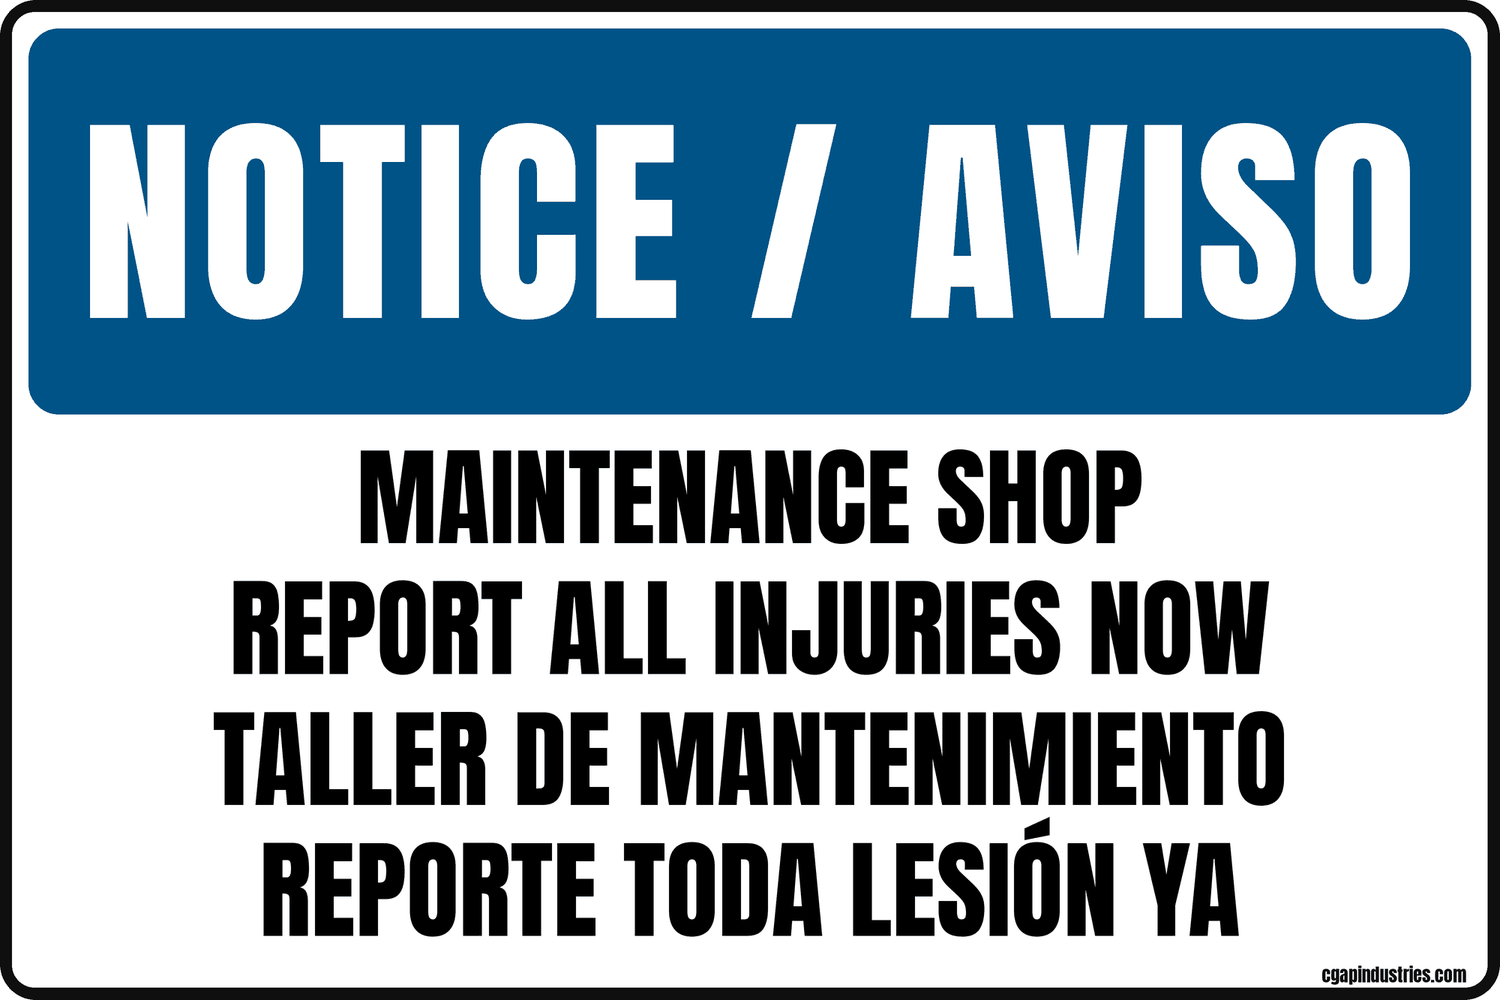 NOTICE / AVISO
MAINTENANCE SHOP
REPORT ALL INJURIES NOW
TALLER DE MANTENIMIENTO
REPORTE TODA LESIÓN YA
cgapindustries.com